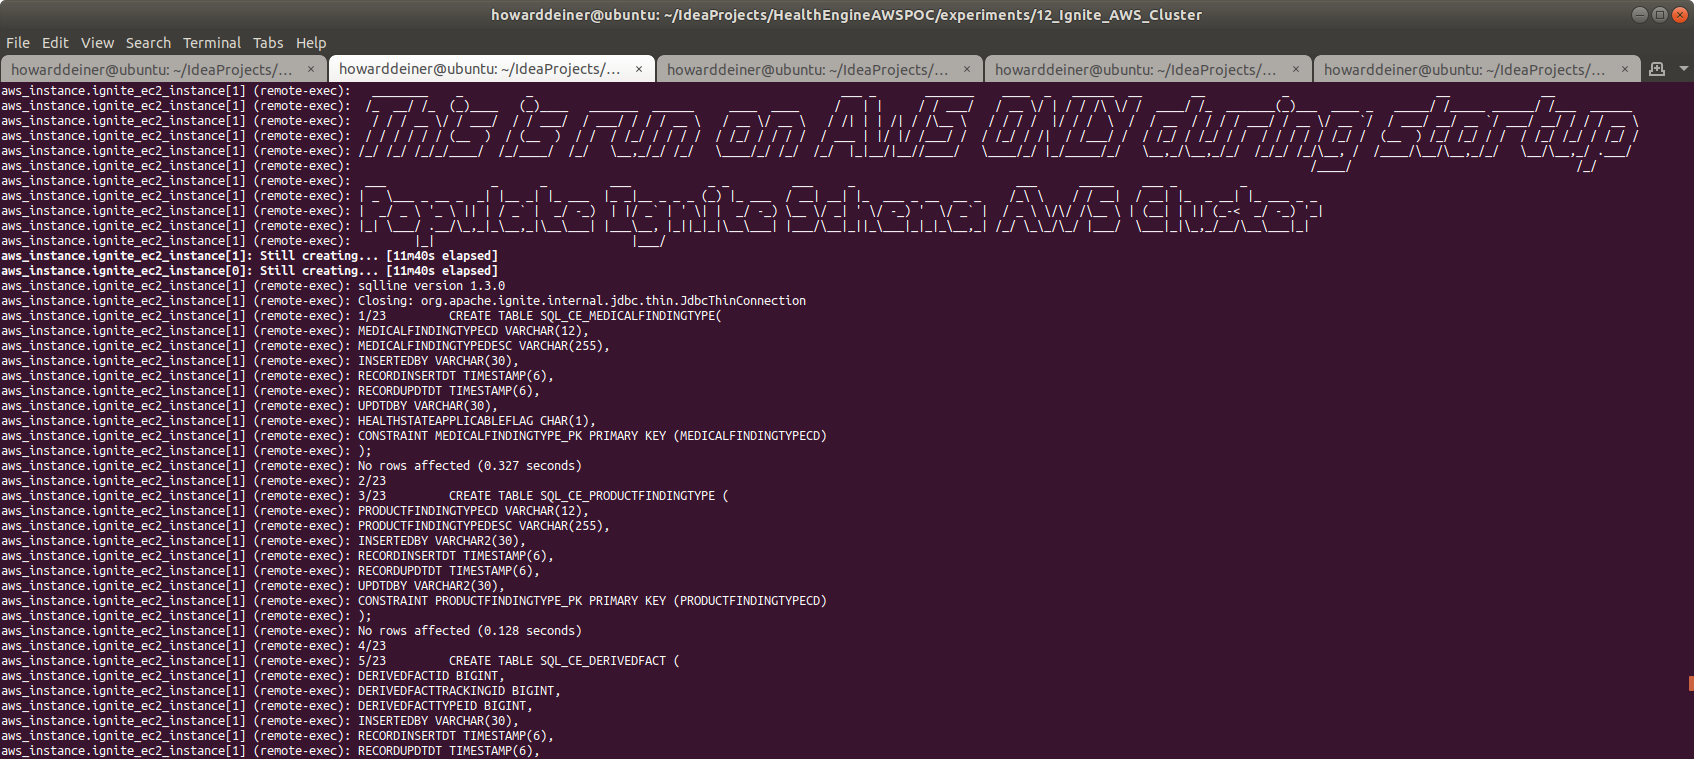 howarddeiner@ubuntu: ~/IdeaProjects/HealthEngineAWSPOC/experiments/12_Ignite_AWS_Cluster
File Edit View Search Terminal Tabs Help
howarddeiner@ubuntu: ~/IdeaProjects/... × howarddeiner@ubuntu: ~/IdeaProjects/... × howarddeiner@ubuntu: ~/IdeaProjects/... × howarddeiner@ubuntu: ~/IdeaProjects/... × howarddeiner@ubuntu: ~/IdeaProjects/... ×
aws_instance.ignite_ec2_instance[1] (remote-exec):
aws_instance.ignite_ec2_instance[1] (remote-exec):
aws_instance.ignite_ec2_instance[1] (remote-exec): This is run on AWS ONLY during startup
aws_instance.ignite_ec2_instance[1] (remote-exec):
aws_instance.ignite_ec2_instance[1] (remote-exec):
aws_instance.ignite_ec2_instance[1] (remote-exec):
aws_instance.ignite_ec2_instance[1] (remote-exec):
aws_instance.ignite_ec2_instance[1] (remote-exec):
aws_instance.ignite_ec2_instance[1] (remote-exec): Populate Ignite Schema AWS Cluster
aws_instance.ignite_ec2_instance[1] (remote-exec):
aws_instance.ignite_ec2_instance[1] (remote-exec):
aws_instance.ignite_ec2_instance[1]: Still creating... [11m40s elapsed]
aws_instance.ignite_ec2_instance[0]: Still creating... [11m40s elapsed]
aws_instance.ignite_ec2_instance[1] (remote-exec): sqlline version 1.3.0
aws_instance.ignite_ec2_instance[1] (remote-exec): Closing: org.apache.ignite.internal.jdbc.thin.JdbcThinConnection
aws_instance.ignite_ec2_instance[1] (remote-exec): 1/23 CREATE TABLE SQL_CE_MEDICALFINDINGTYPE(
aws_instance.ignite_ec2_instance[1] (remote-exec): MEDICALFINDINGTYPECD VARCHAR(12),
aws_instance.ignite_ec2_instance[1] (remote-exec): MEDICALFINDINGTYPEDESC VARCHAR(255),
aws_instance.ignite_ec2_instance[1] (remote-exec): INSERTEDBY VARCHAR(30),
aws_instance.ignite_ec2_instance[1] (remote-exec): RECORDINSERTDT TIMESTAMP(6),
aws_instance.ignite_ec2_instance[1] (remote-exec): RECORDUPDTDT TIMESTAMP(6),
aws_instance.ignite_ec2_instance[1] (remote-exec): UPDTDBY VARCHAR(30),
aws_instance.ignite_ec2_instance[1] (remote-exec): HEALTHSTATEAPPLICABLEFLAG CHAR(1),
aws_instance.ignite_ec2_instance[1] (remote-exec): CONSTRAINT MEDICALFINDINGTYPE_PK PRIMARY KEY (MEDICALFINDINGTYPECD)
aws_instance.ignite_ec2_instance[1] (remote-exec): );
aws_instance.ignite_ec2_instance[1] (remote-exec): No rows affected (0.327 seconds)
aws_instance.ignite_ec2_instance[1] (remote-exec): 2/23
aws_instance.ignite_ec2_instance[1] (remote-exec): 3/23 CREATE TABLE SQL_CE_PRODUCTFINDINGTYPE (
aws_instance.ignite_ec2_instance[1] (remote-exec): PRODUCTFINDINGTYPECD VARCHAR(12),
aws_instance.ignite_ec2_instance[1] (remote-exec): PRODUCTFINDINGTYPEDESC VARCHAR(255),
aws_instance.ignite_ec2_instance[1] (remote-exec): INSERTEDBY VARCHAR2(30),
aws_instance.ignite_ec2_instance[1] (remote-exec): RECORDINSERTDT TIMESTAMP(6),
aws_instance.ignite_ec2_instance[1] (remote-exec): RECORDUPDTDT TIMESTAMP(6),
aws_instance.ignite_ec2_instance[1] (remote-exec): UPDTDBY VARCHAR2(30),
aws_instance.ignite_ec2_instance[1] (remote-exec): CONSTRAINT PRODUCTFINDINGTYPE_PK PRIMARY KEY (PRODUCTFINDINGTYPECD)
aws_instance.ignite_ec2_instance[1] (remote-exec): );
aws_instance.ignite_ec2_instance[1] (remote-exec): No rows affected (0.128 seconds)
aws_instance.ignite_ec2_instance[1] (remote-exec): 4/23
aws_instance.ignite_ec2_instance[1] (remote-exec): 5/23 CREATE TABLE SQL_CE_DERIVEDFACT (
aws_instance.ignite_ec2_instance[1] (remote-exec): DERIVEDFACTID BIGINT,
aws_instance.ignite_ec2_instance[1] (remote-exec): DERIVEDFACTTRACKINGID BIGINT,
aws_instance.ignite_ec2_instance[1] (remote-exec): DERIVEDFACTTYPEID BIGINT,
aws_instance.ignite_ec2_instance[1] (remote-exec): INSERTEDBY VARCHAR(30),
aws_instance.ignite_ec2_instance[1] (remote-exec): RECORDINSERTDT TIMESTAMP(6),
aws_instance.ignite_ec2_instance[1] (remote-exec): RECORDUPDTDT TIMESTAMP(6),